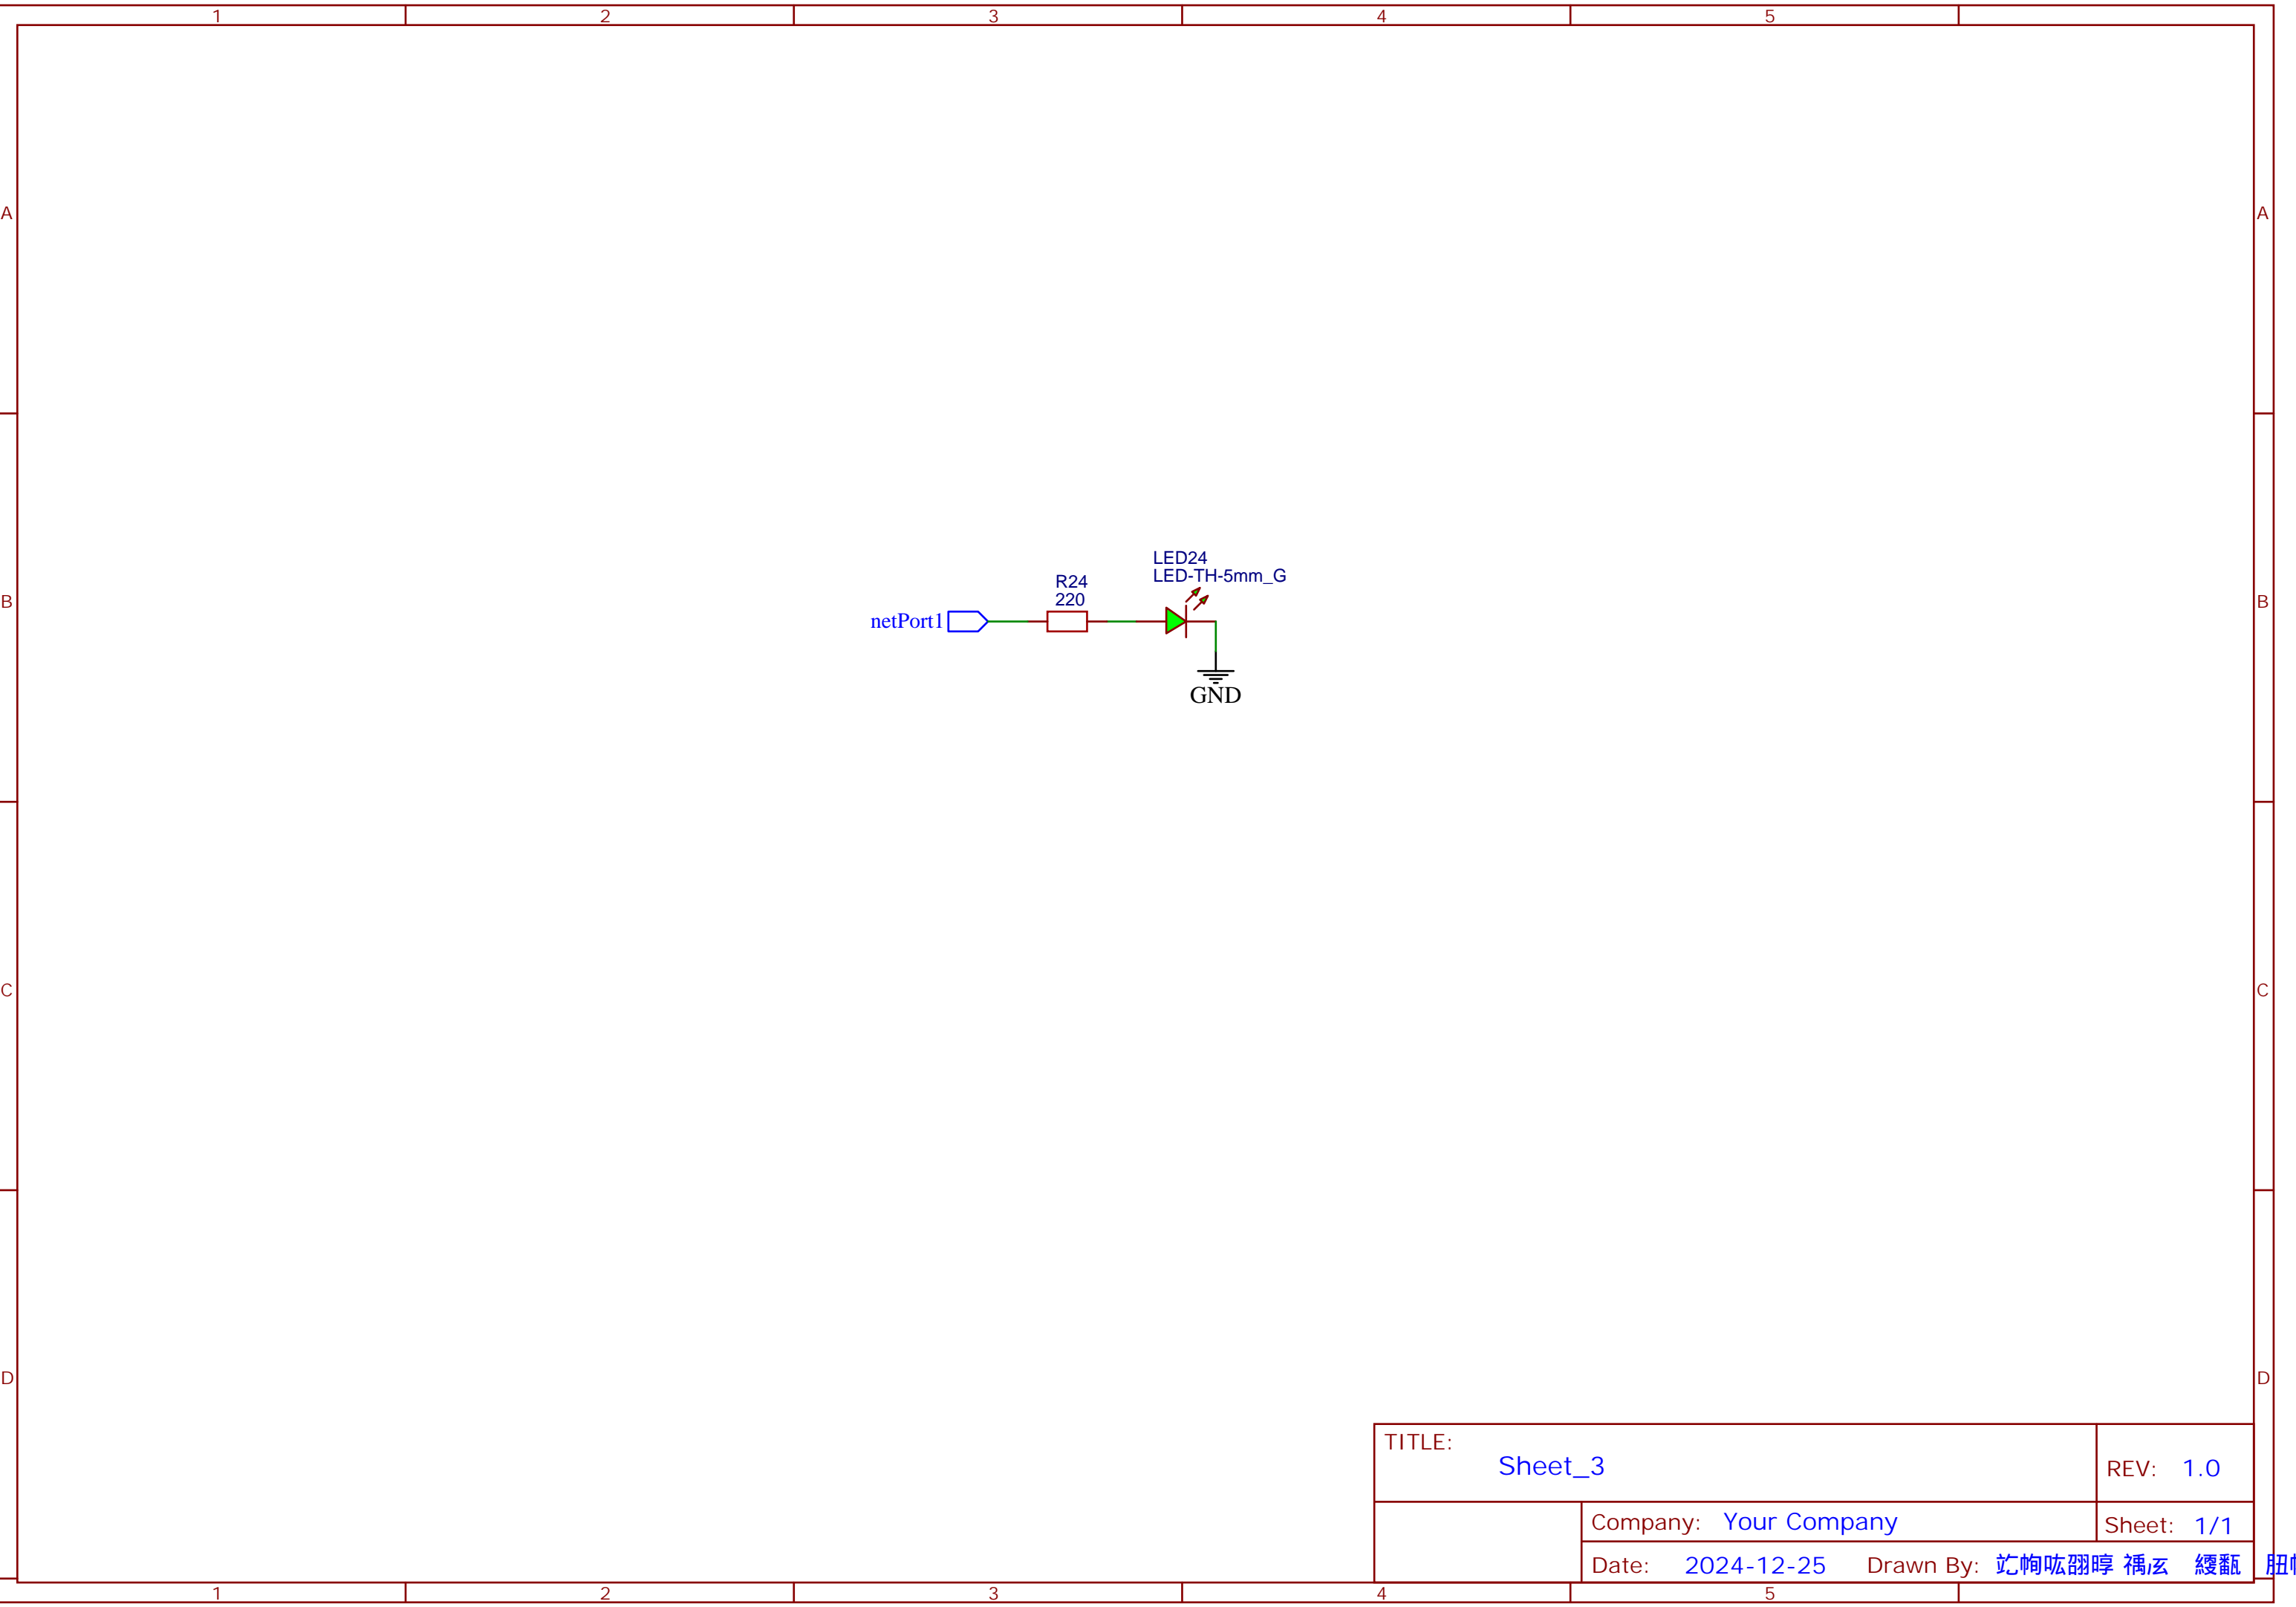 1 2 3 4 5
A A
LED24
LED-TH-5mm_G
R24
220
B B
netPort1
GND
C C
D D
TITLE:
Sheet_3
REV: 1.0
Company: Your Company
Sheet: 1/1
Date: 2024-12-25 Drawn By:
1 2 3 4 5